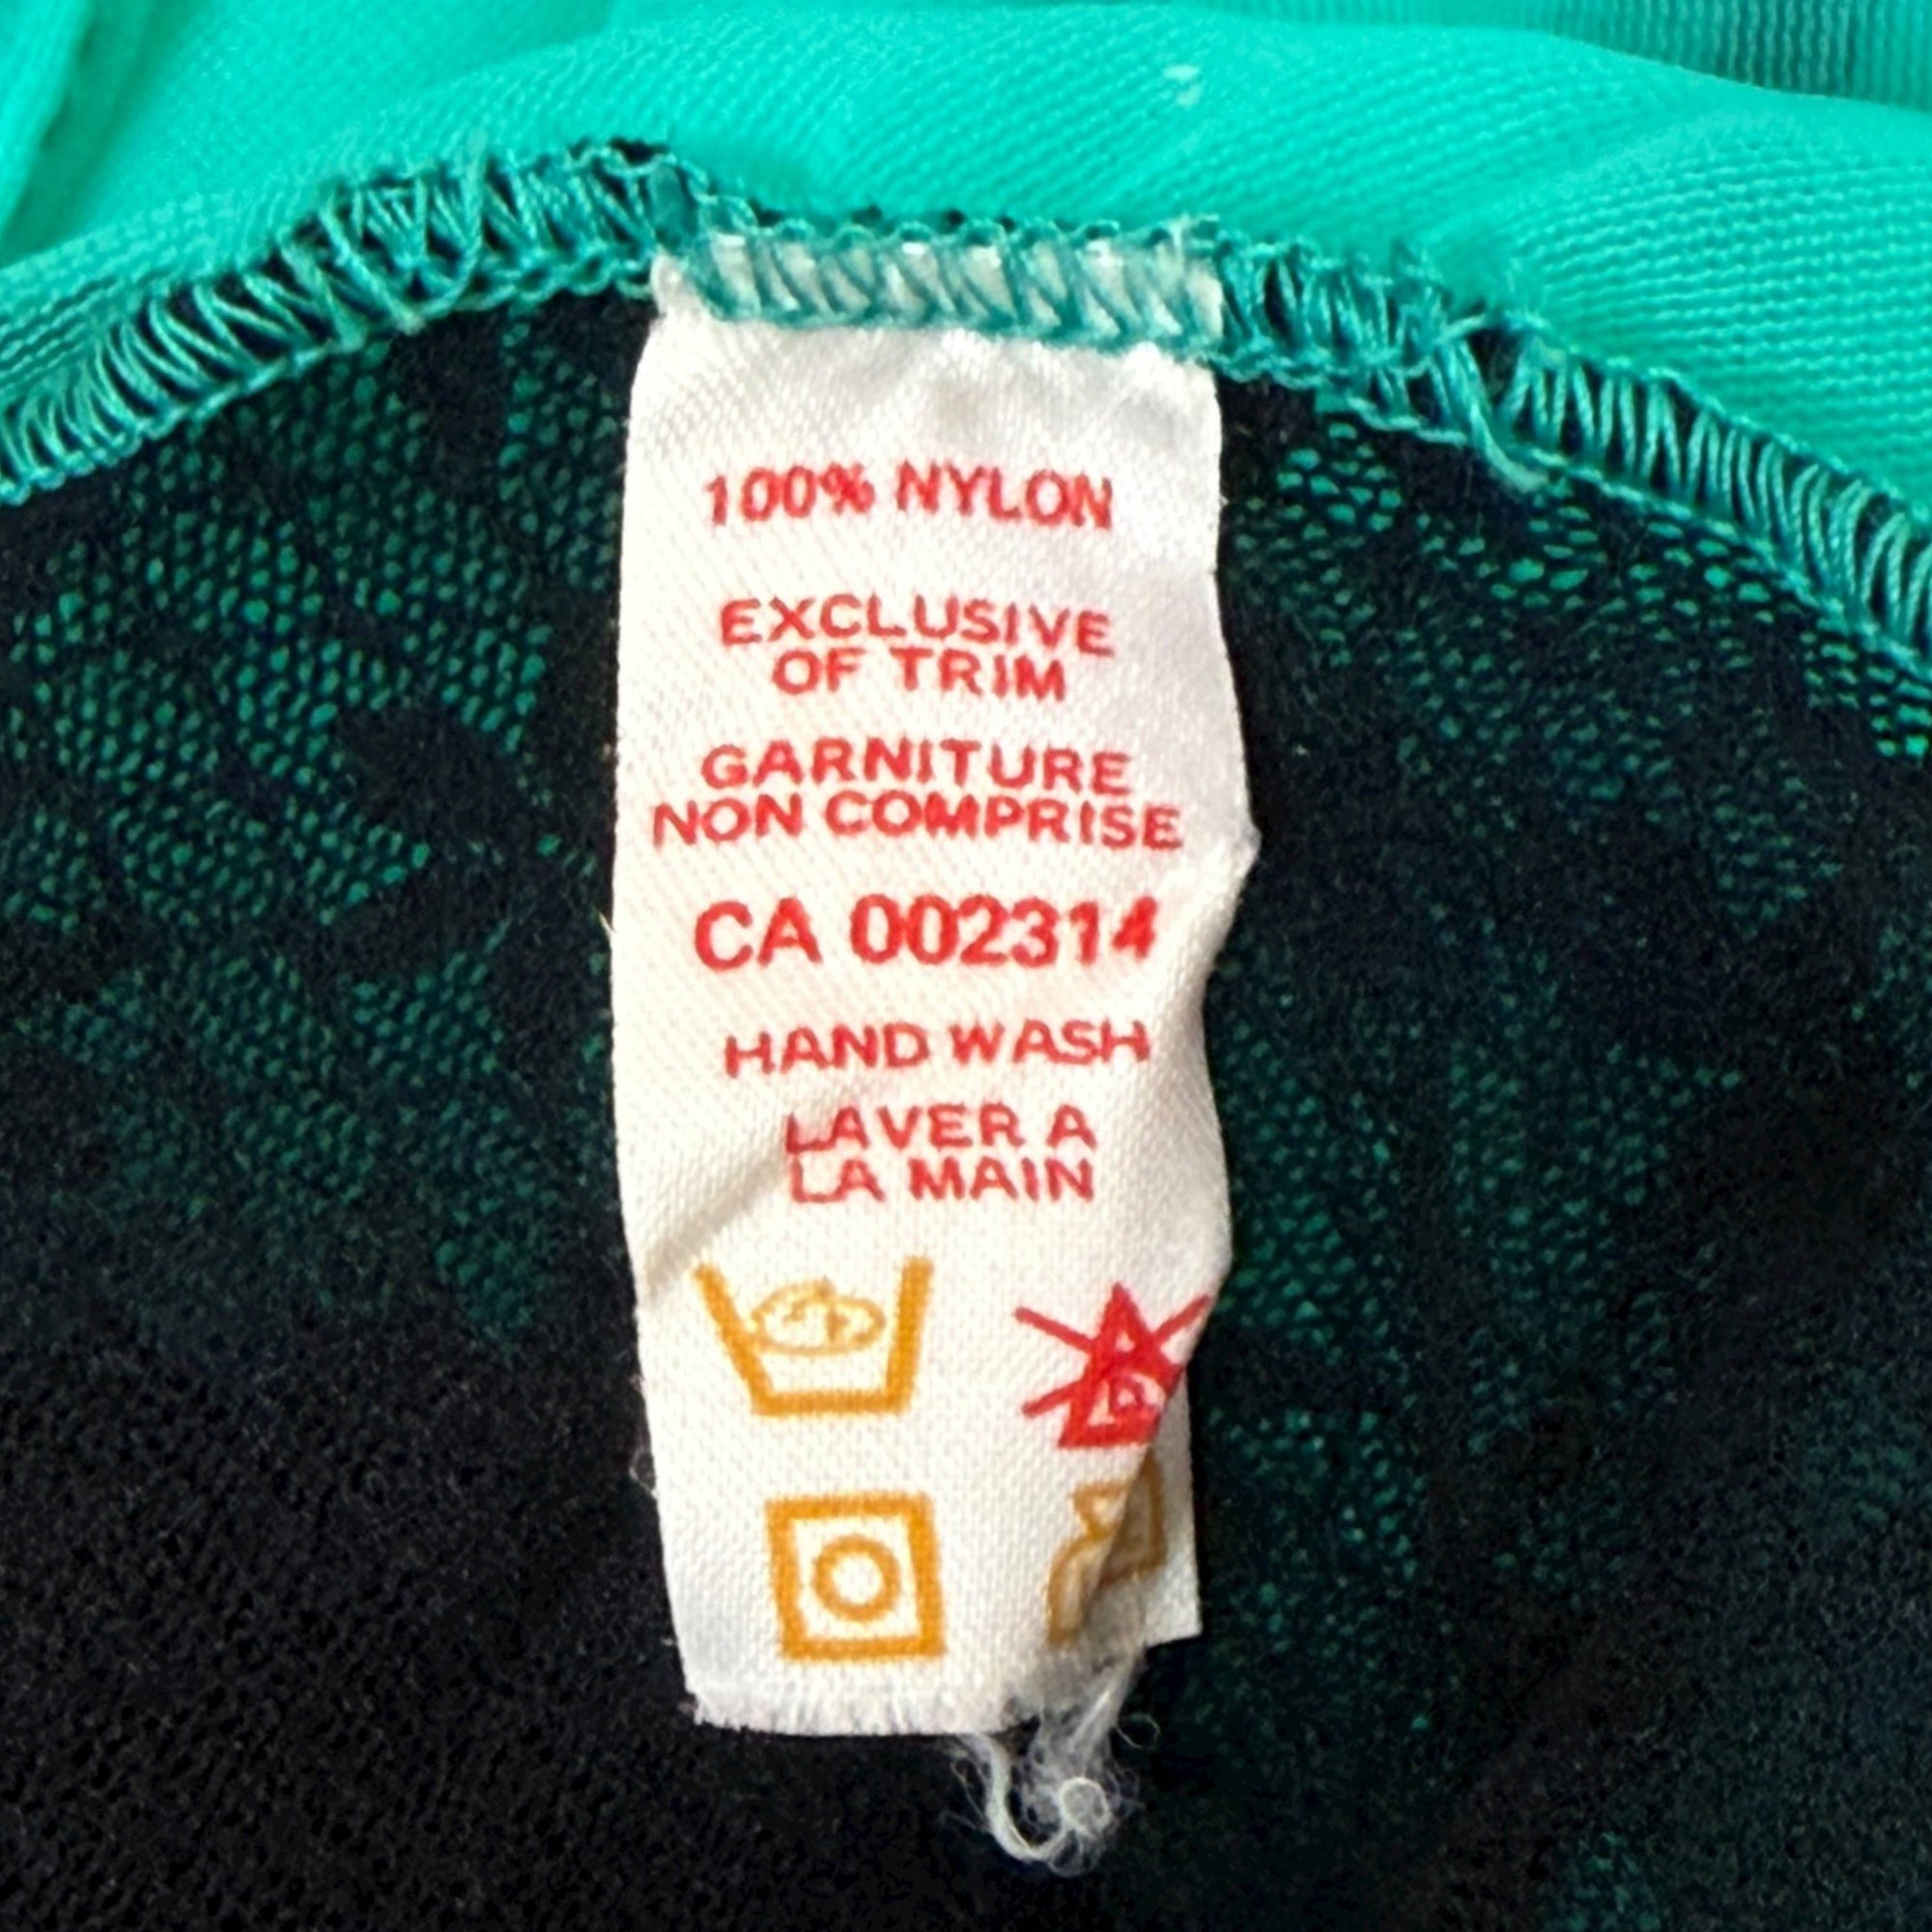 100% NYLON
EXCLUSIVE
OF TRIM
GARNITURE
NON COMPRISE
CA 002314
HAND WASH
LAVER A
LA MAIN